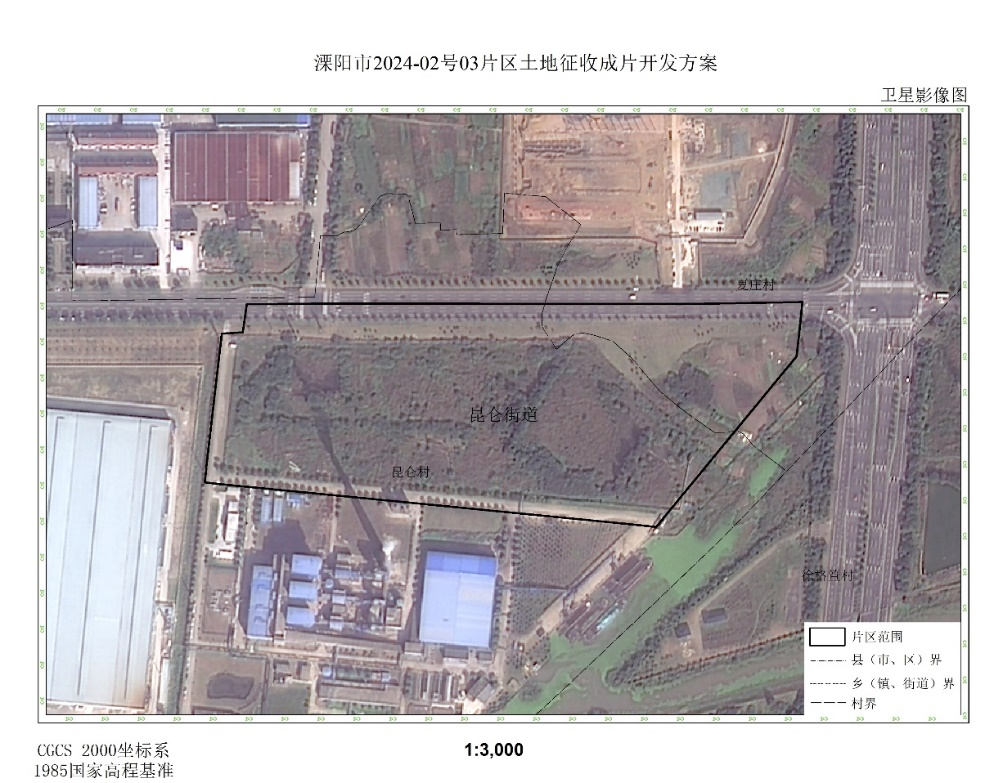 溧阳市2024-02号03片区土地征收成片开发方案
卫星影像图
夏庄村
昆仑街道
昆仑村
片区范围
县（市、区）界
乡（镇、街道）界
村界
CGCS 2000坐标系
1:3,000
1985国家高程基准